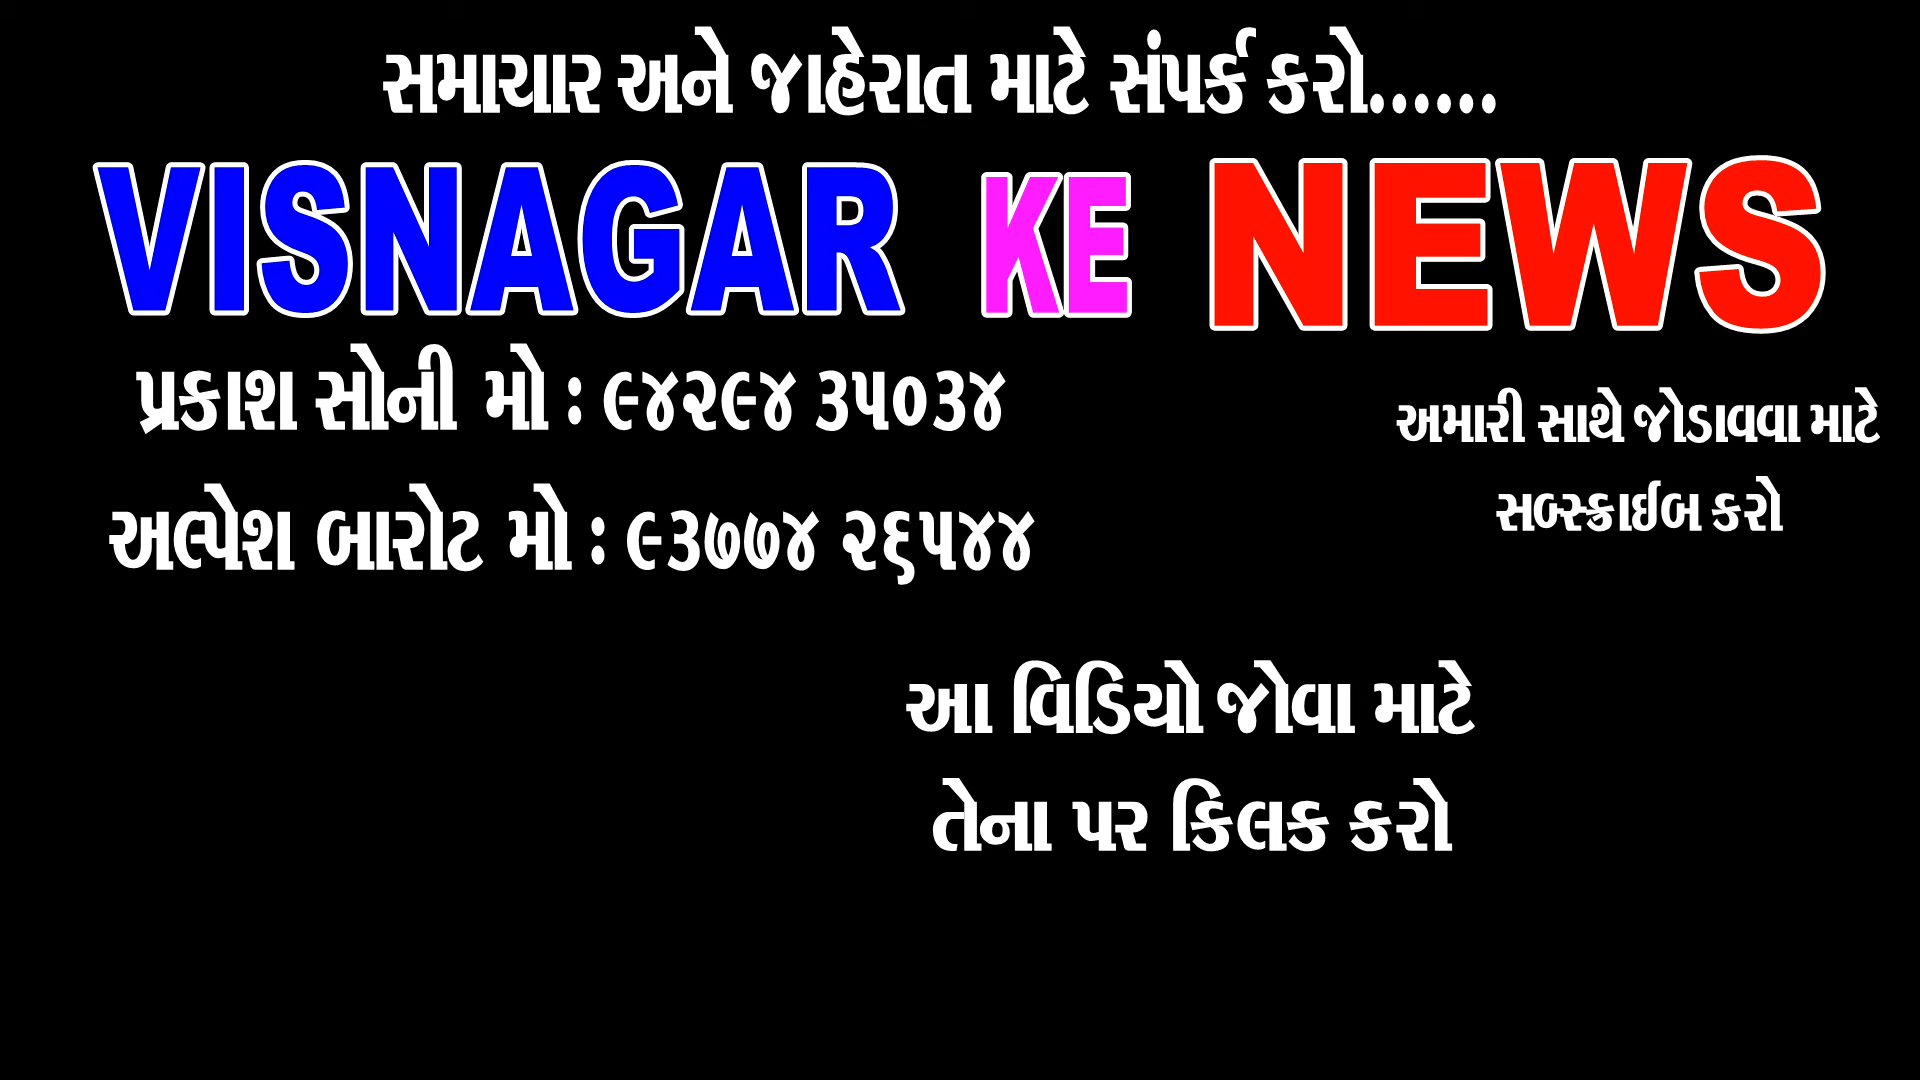 સમાચાર અને જાહેરાત માટે સંપર્ક કરો......
VISNAGAR KE NEWS
પ્રકાશ સોની મો : ૯૪૨૯૪ ૩૫૦૩૪
અલ્પેશ બારોટ મો : ૯૩૭૭૪ ૨૬૫૪૪
અમારી સાથે જોડાવવા માટે
સબ્સ્ક્રાઈબ કરો
આ વિડિયો જોવા માટે
તેના પર કિલક કરો